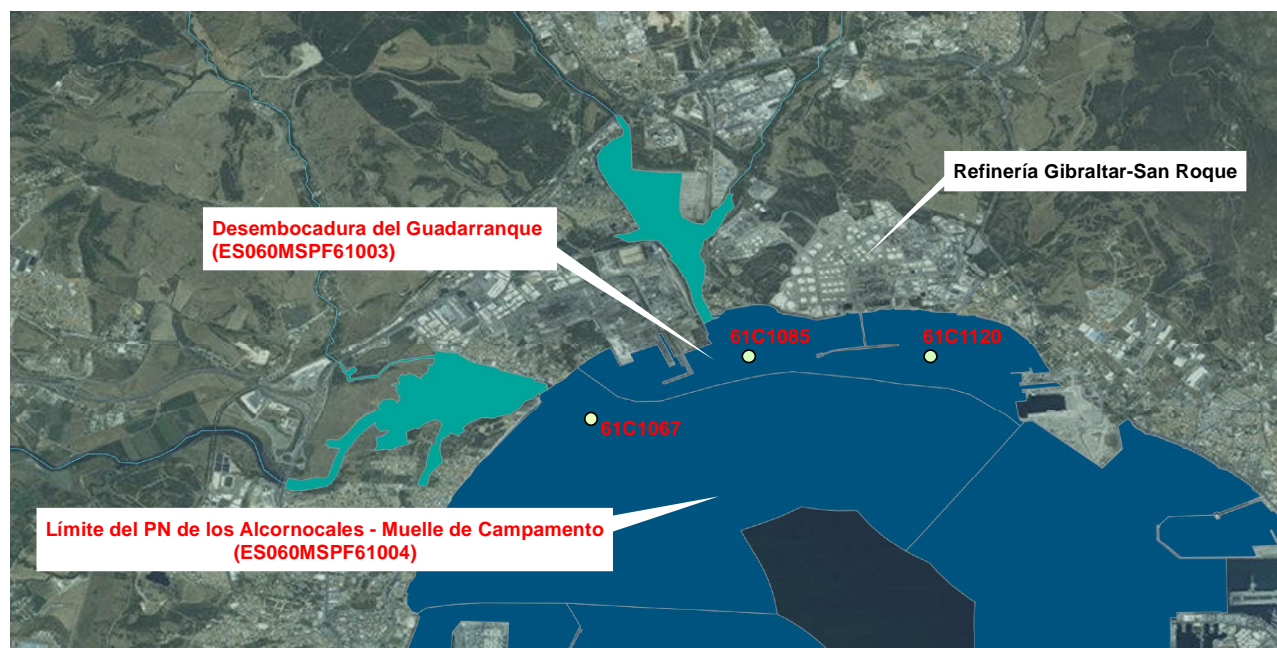 Refinería Gibraltar-San Roque
Desembocadura del Guadarranque
(ES060MSPF61003)
61C1085
61C1120
61C1067
Límite del PN de los Alcornocales - Muelle de Campamento
(ES060MSPF61004)